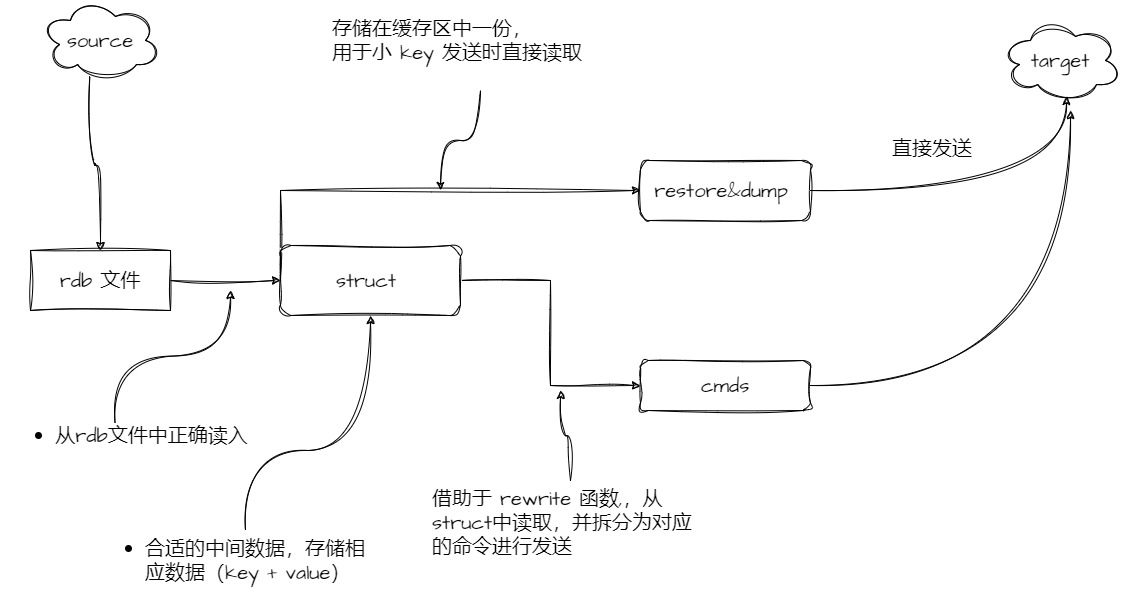 source
存储在缓存区中一份，
用于小 key 发送时直接读取
target
直接发送
restore&dump
rdb 文件
struct
cmds
• 从rdb文件中正确读入
借助于 rewrite 函数,，从
struct中读取，并拆分为对应
的命令进行发送
• 合适的中间数据，存储相
应数据（key + value）